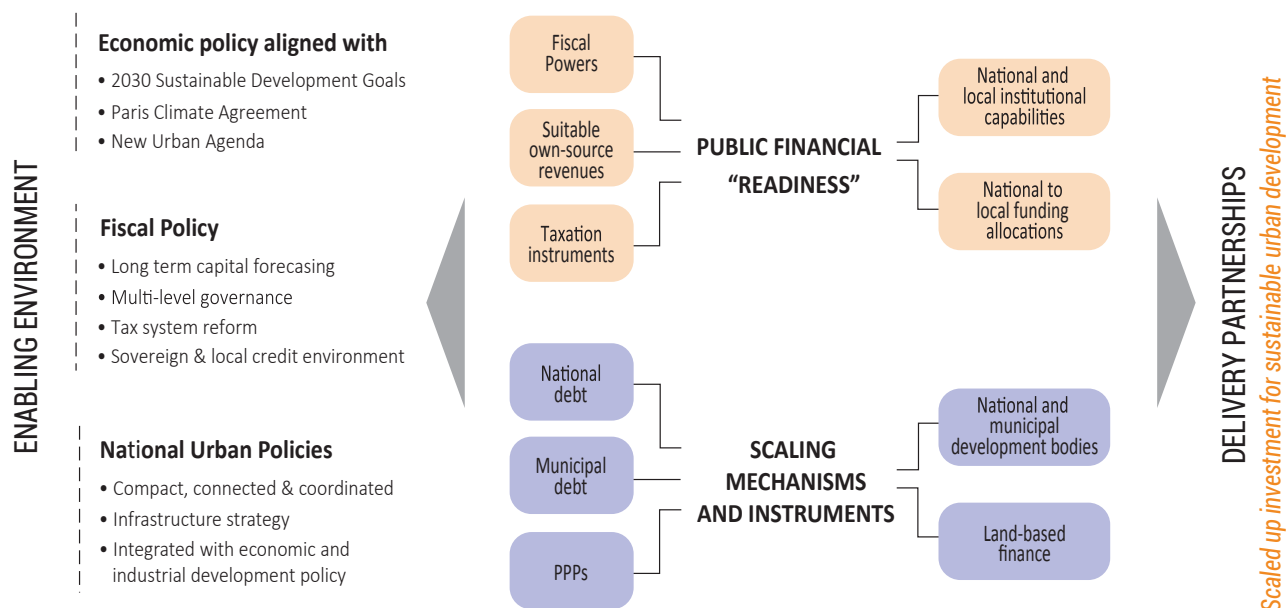 ENABLING ENVIRONMENT
Economic policy aligned with
• 2030 Sustainable Development Goals
• Paris Climate Agreement
• New Urban Agenda
Fiscal Policy
• Long term capital forecasing
• Multi-level governance
• Tax system reform
• Sovereign & local credit environment
National Urban Policies
• Compact, connected & coordinated
• Infrastructure strategy
• Integrated with economic and
industrial development policy
Fiscal
Powers
Suitable
own-source
revenues
Taxation
instruments
PUBLIC FINANCIAL
“READINESS”
National and
local institutional
capabilities
National to
local funding
allocations
National
debt
Municipal
debt
PPPs
SCALING
MECHANISMS
AND INSTRUMENTS
National and
municipal
development bodies
Land-based
finance
DELIVERY PARTNERSHIPS
Scaled up investment for sustainable urban development